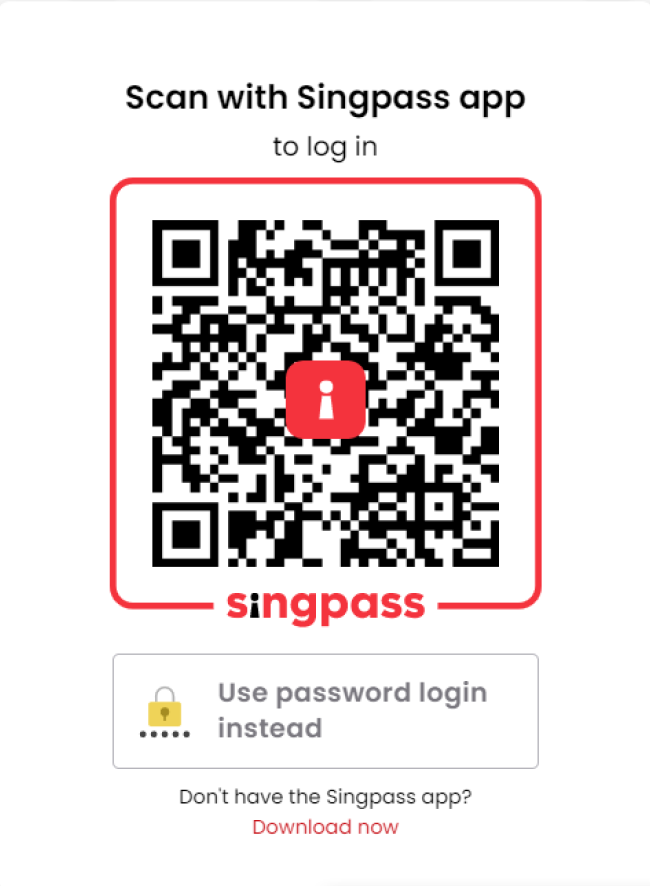 Scan with Singpass app
to log in
singpass
Use password login
instead
Don't have the Singpass app?
Download now